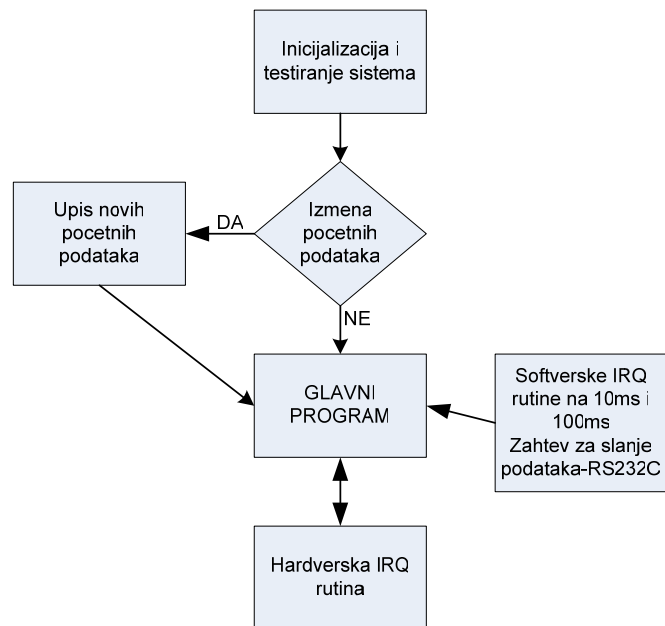 Inicijalizacija i
testiranje sistema
Upis novih
pocetnih
podataka
DA
Izmena
pocetnih
podataka
NE
GLAVNI
PROGRAM
Softverske IRQ
rutine na 10ms i
100ms
Zahtev za slanje
podataka-RS232C
Hardverska IRQ
rutina